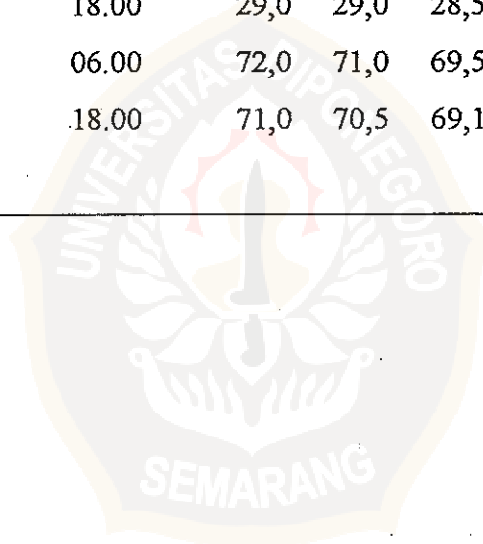 18.00 29,0 29,0 28,5
06.00 72,0 71,0 69,5
18.00 71,0 70,5 69,1
UNIVERSITAS DIPONEGORO
SEMARANG